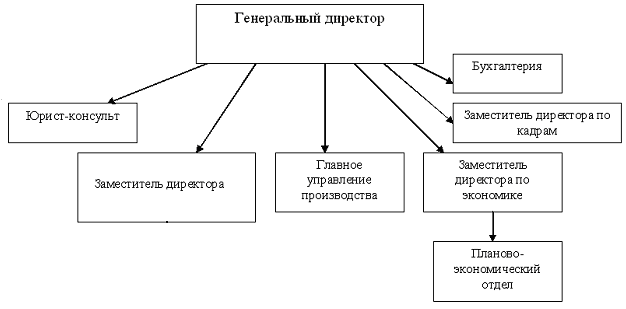 Генеральный директор
Бухгалтерия
Юрист-консульт
Заместитель директора по
кадрам
Заместитель директора
Главное
управление
производства
Заместитель
директора по
экономике
Планово-
экономический
отдел